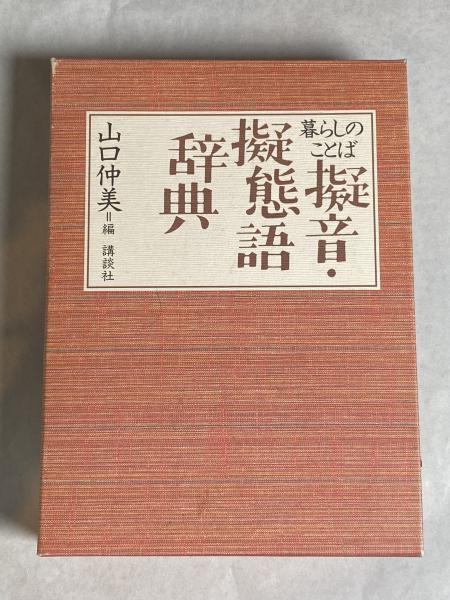 暮らしの
ことば
擬音・
擬態語
辞典
山口仲美＝編 講談社